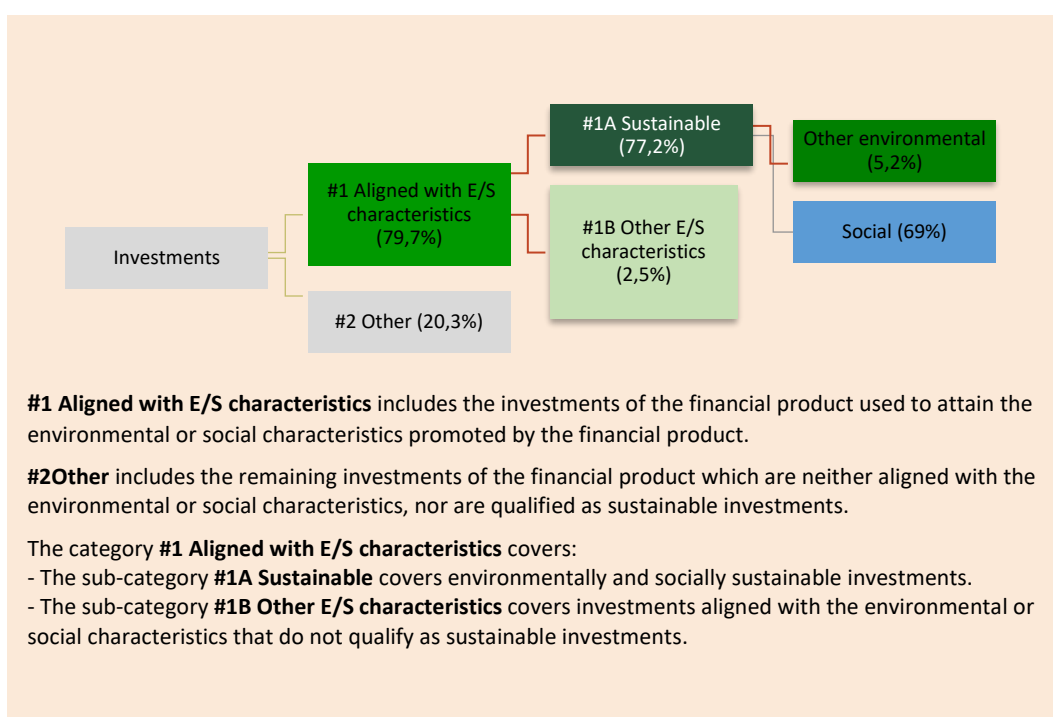 Investments
#1 Aligned with E/S
characteristics
(79,7%)
#2 Other (20,3%)
#1A Sustainable
(77,2%)
#1B Other E/S
characteristics
(2,5%)
Other environmental
(5,2%)
Social (69%)
#1 Aligned with E/S characteristics includes the investments of the financial product used to attain the
environmental or social characteristics promoted by the financial product.
#2Other includes the remaining investments of the financial product which are neither aligned with the
environmental or social characteristics, nor are qualified as sustainable investments.
The category #1 Aligned with E/S characteristics covers:
- The sub-category #1A Sustainable covers environmentally and socially sustainable investments.
- The sub-category #1B Other E/S characteristics covers investments aligned with the environmental or
social characteristics that do not qualify as sustainable investments.